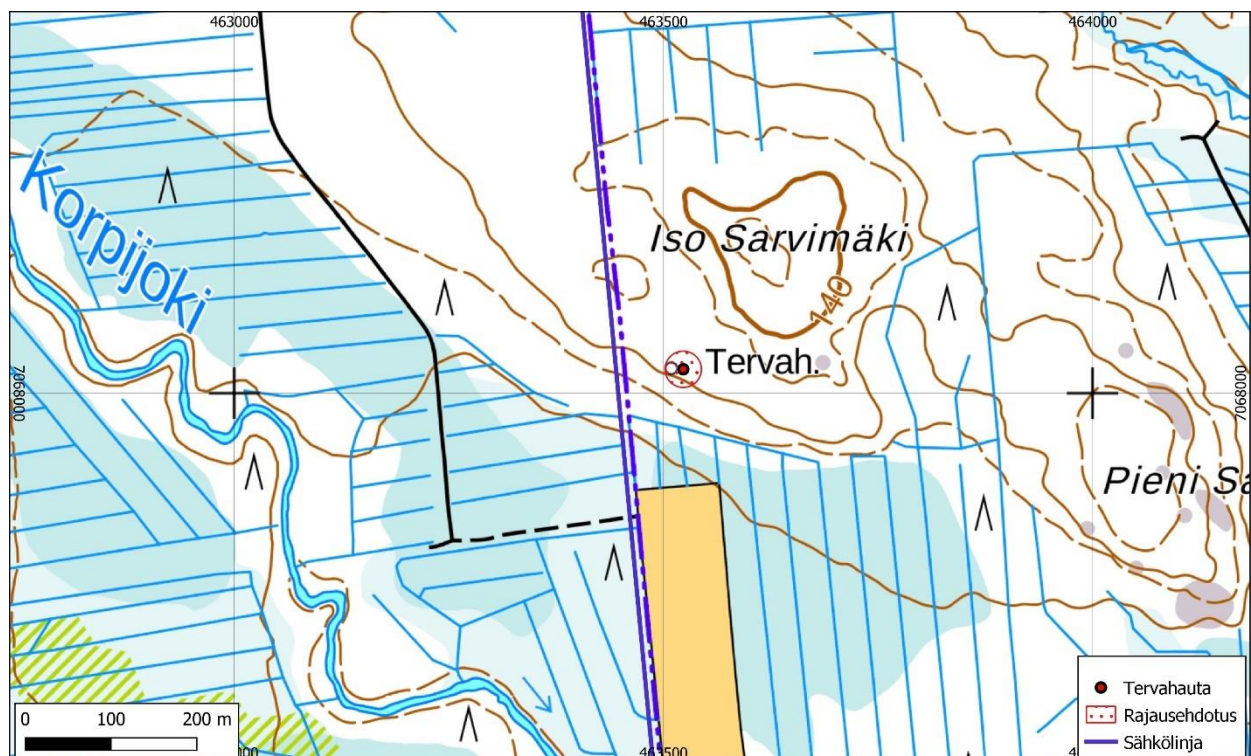 463000
463500
464000
Korpijoki
Iso Sarvimäki
140
Tervah.
7068000
7068000
Pieni Sa
0 100 200 m
Tervahauta
Rajausehdotus
Sähkölinja
463500